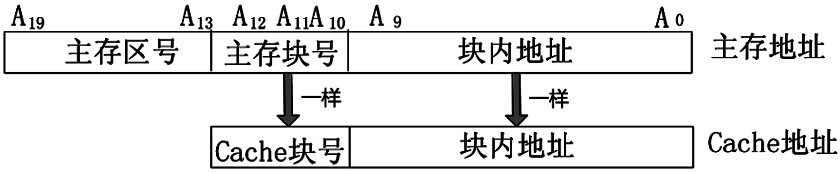 A19 A13 A12 A11 A10 A9 A0
主存区号 主存块号 块内地址 主存地址
一样 一样
Cache块号 块内地址 Cache地址